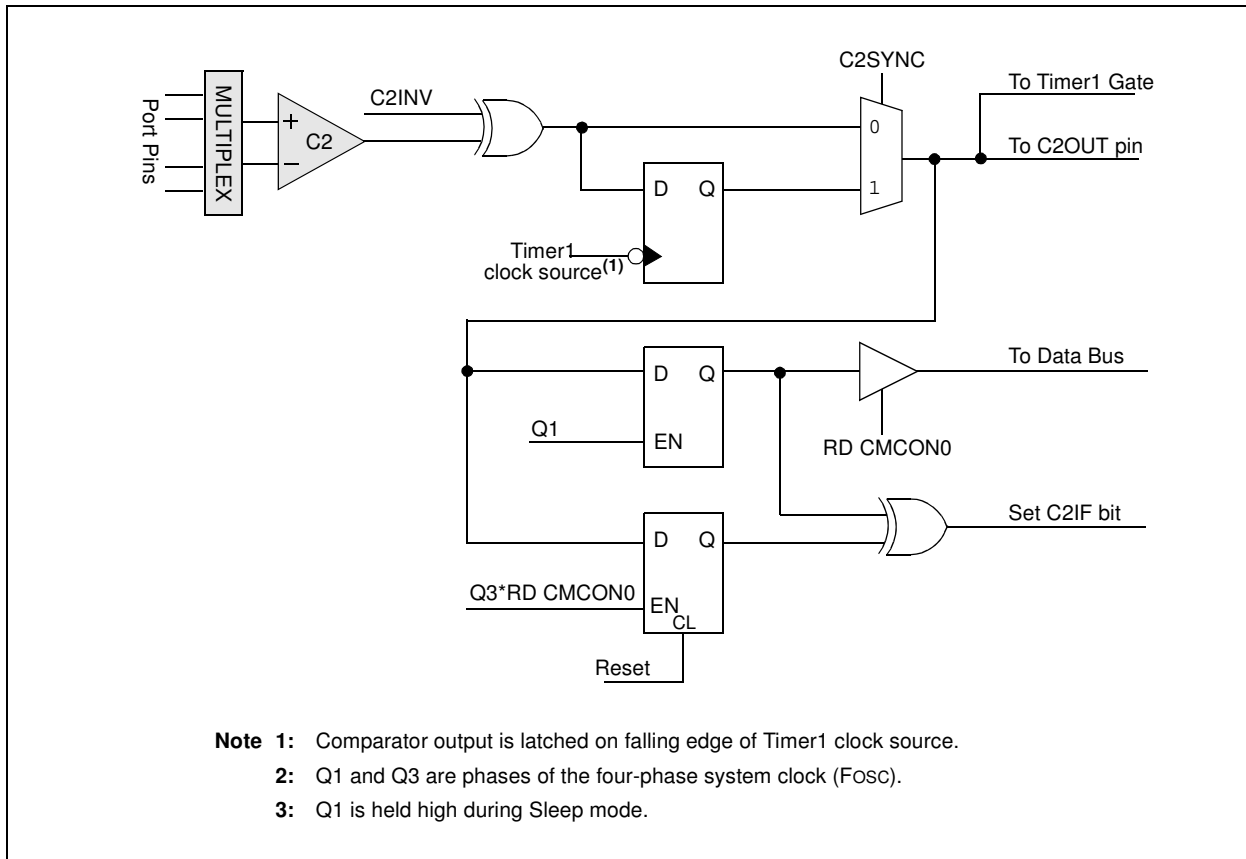 C2SYNC
To Timer1 Gate
Port Pins
MULTIPLEX
+
C2
−
C2INV
0
To C2OUT pin
1
D Q
Timer1
clock source(1)
D Q
To Data Bus
Q1
EN
RD CMCON0
D Q
Set C2IF bit
Q3*RD CMCON0
EN
CL
Reset
Note 1: Comparator output is latched on falling edge of Timer1 clock source.
2: Q1 and Q3 are phases of the four-phase system clock (FOSC).
3: Q1 is held high during Sleep mode.